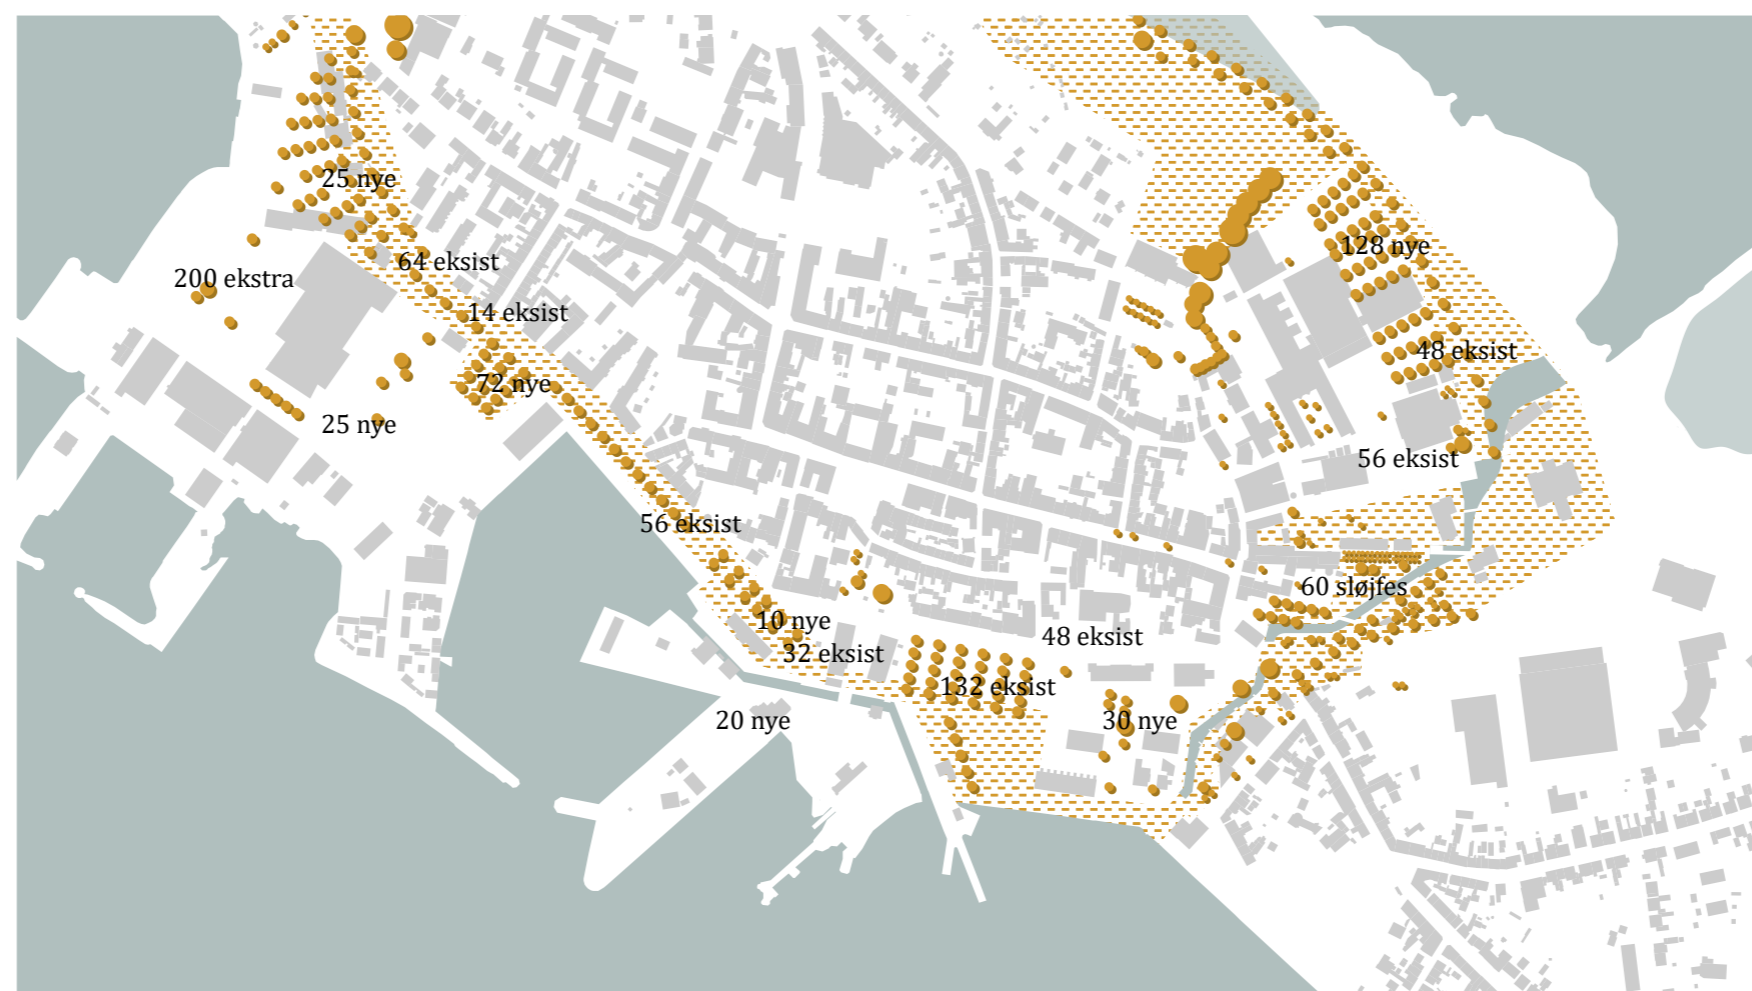 25 nye
128 nye
64 eksist
200 ekstra
14 eksist
48 eksist
72 nye
25 nye
56 eksist
56 eksist
60 sløjfes
10 nye
48 eksist
32 eksist
132 eksist
20 nye
30 nye